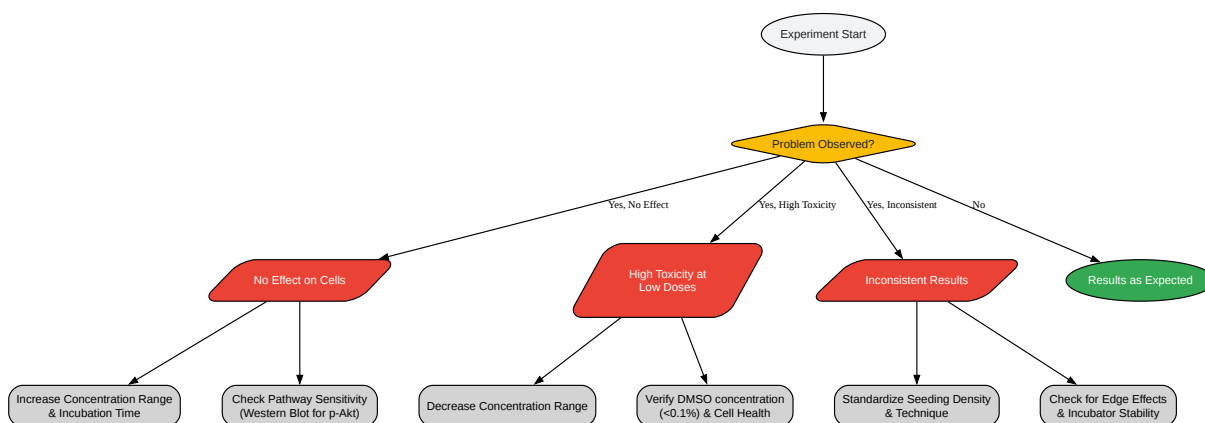 Experiment Start
Problem Observed?
Yes, No Effect
Yes, High Toxicity
Yes, Inconsistent
No
No Effect on Cells
High Toxicity at
Low Doses
Inconsistent Results
Results as Expected
Increase Concentration Range
& Incubation Time
Check Pathway Sensitivity
(Western Blot for p-Akt)
Decrease Concentration Range
Verify DMSO concentration
(<0.1%) & Cell Health
Standardize Seeding Density
& Technique
Check for Edge Effects
& Incubator Stability